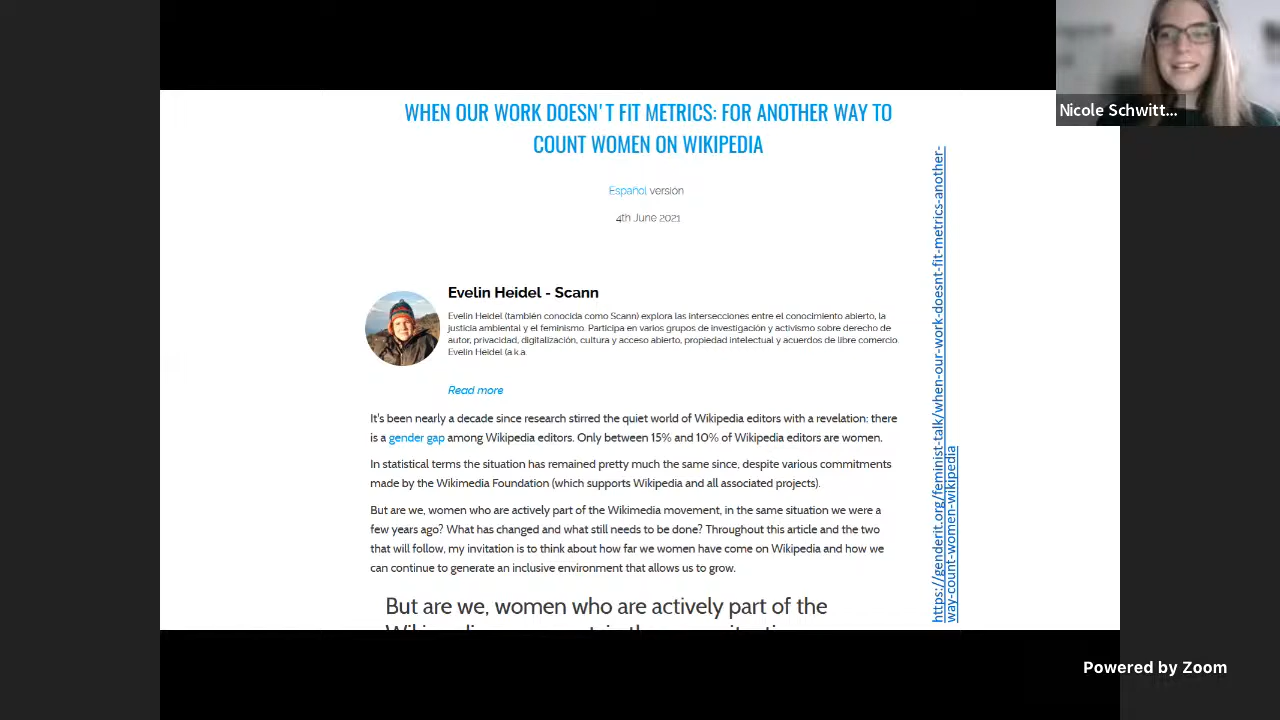 WHEN OUR WORK DOESN'T FIT METRICS: FOR ANOTHER WAY TO
COUNT WOMEN ON WIKIPEDIA
Español version
4th June 2021
Evelin Heidel - Scann
Evelin Heidel (también conocida como Scann) explora las intersecciones entre el conocimiento abierto, la
justicia ambiental y el feminismo. Participa en varios grupos de investigación y activismo sobre derecho de
autor, privacidad, digitalización, cultura y acceso abierto, propiedad intelectual y acuerdos de libre comercio.
Evelin Heidel (a.k.a.
Read more
It's been nearly a decade since research stirred the quiet world of Wikipedia editors with a revelation: there
is a gender gap among Wikipedia editors. Only between 15% and 10% of Wikipedia editors are women.
In statistical terms the situation has remained pretty much the same since, despite various commitments
made by the Wikimedia Foundation (which supports Wikipedia and all associated projects).
But are we, women who are actively part of the Wikimedia movement, in the same situation we were a
few years ago? What has changed and what still needs to be done? Throughout this article and the two
that will follow, my invitation is to think about how far we women have come on Wikipedia and how we
can continue to generate an inclusive environment that allows us to grow.
But are we, women who are actively part of the
https://genderit.org/feminist-talk/when-our-work-doesnt-fit-metrics-another-
way-count-women-wikipedia
Nicole Schwitt...
Powered by Zoom